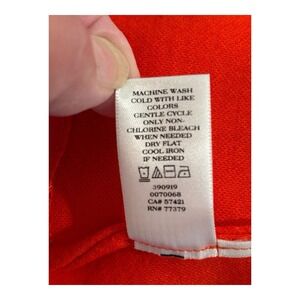 MACHINE WASH
COLD WITH LIKE
COLORS
GENTLE CYCLE
ONLY NON-
CHLORINE BLEACH
WHEN NEEDED
DRY FLAT
COOL IRON
IF NEEDED
390919
0070068
CA# 57421
RN# 77379